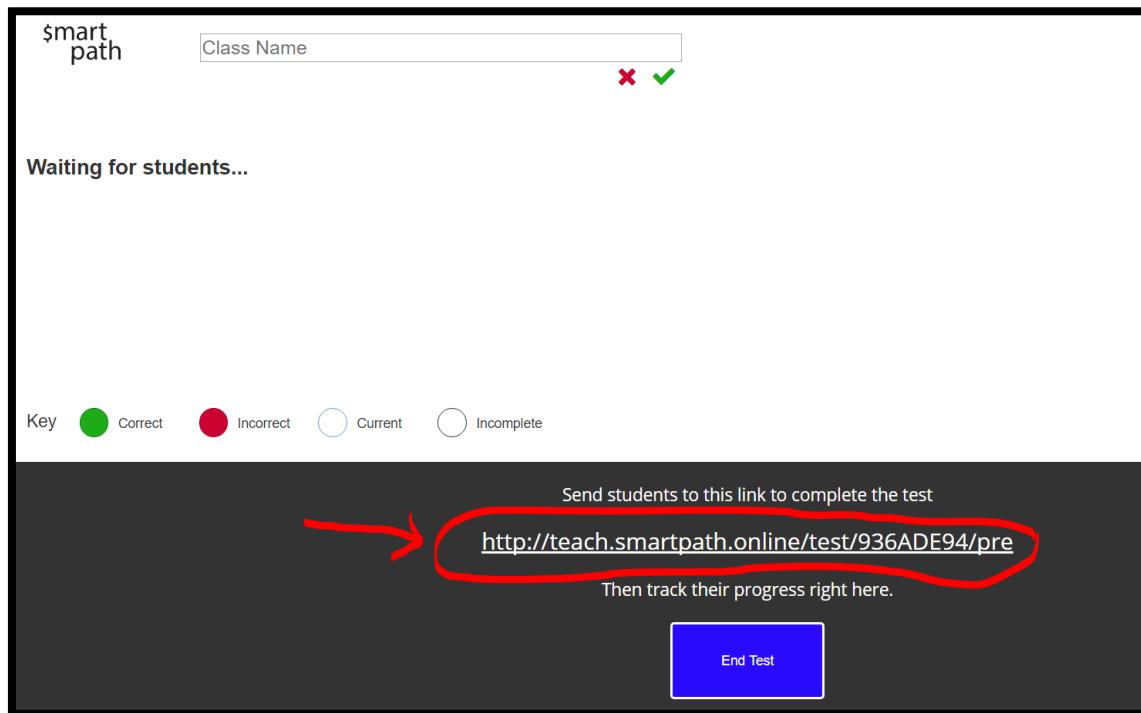 $mart
path
Class Name
Waiting for students...
Key Correct Incorrect Current Incomplete
Send students to this link to complete the test
http://teach.smartpath.online/test/936ADE94/pre
Then track their progress right here.
End Test